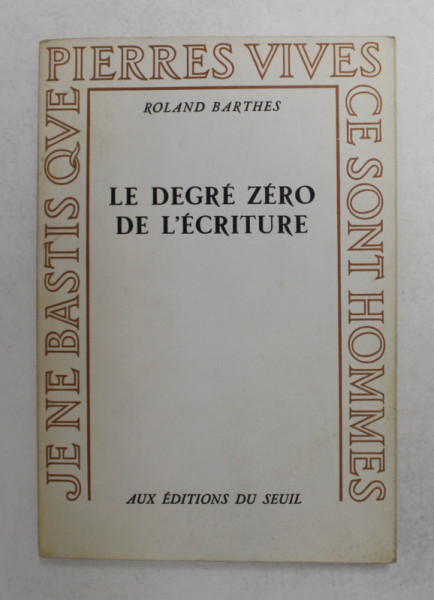 JE NE BASTIS QVE
PIERRES VIVES
CE SONT HOMMES
ROLAND BARTHES
LE DEGRÉ ZÉRO
DE L'ÉCRITURE
AUX ÉDITIONS DU SEUIL